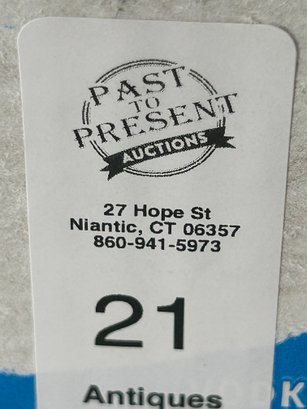 PAST
TO
PRESENT
AUCTIONS
27 Hope St
Niantic, CT 06357
860-941-5973
21
Antiques